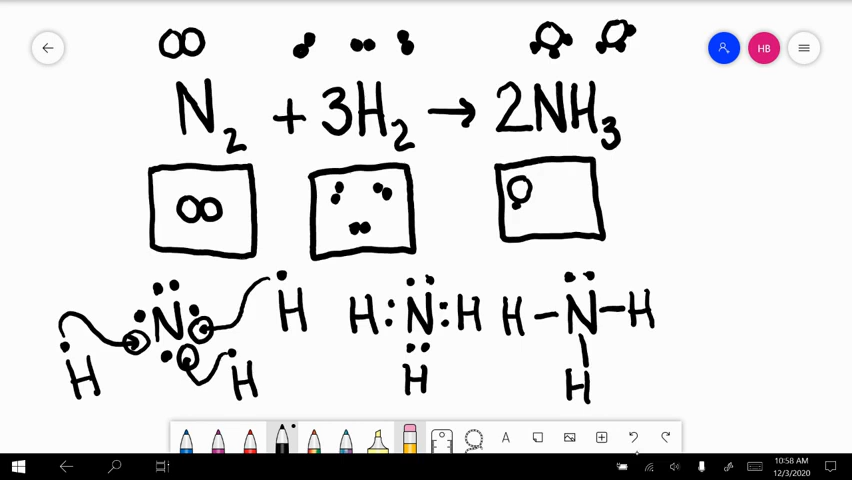 HB
N₂ + 3H₂ → 2NH₃
N H H:N:H H–N–H
H H H H
A
10:58 AM
12/3/2020